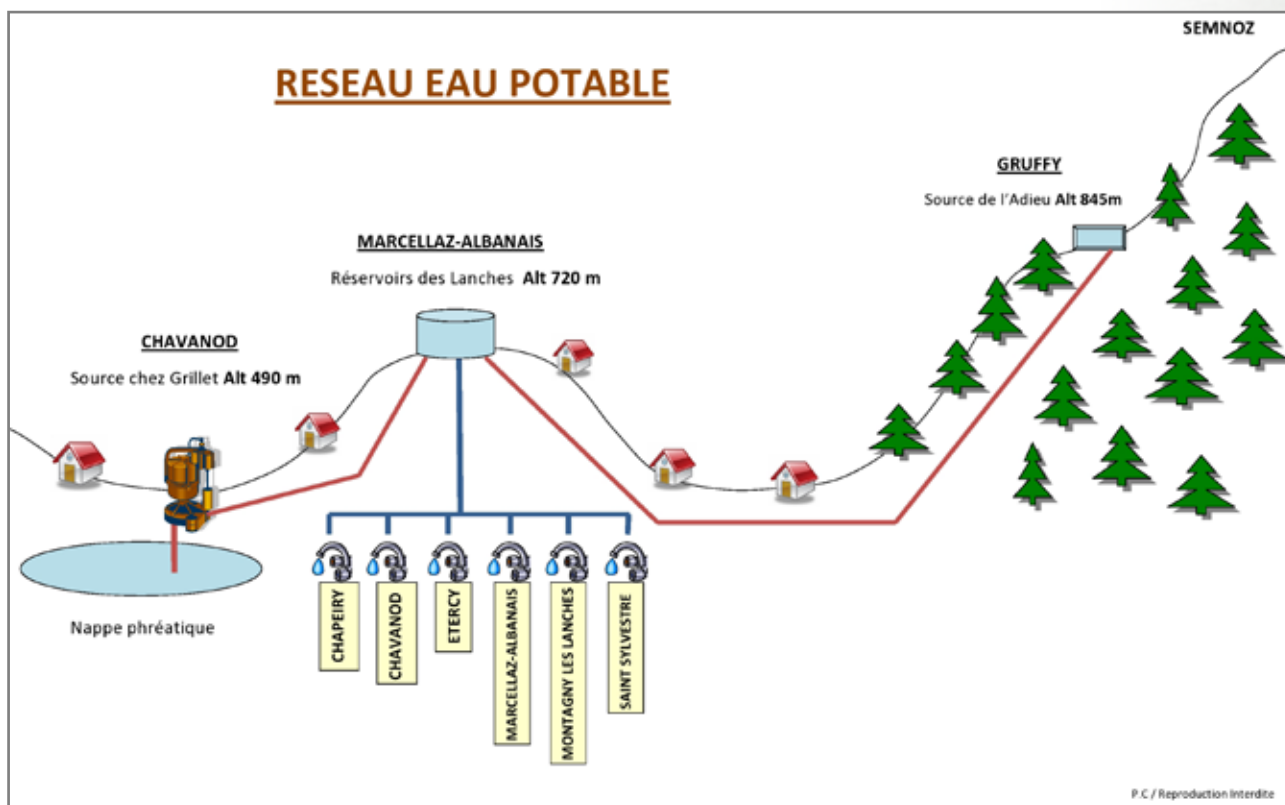 SEMNOZ
RESEAU EAU POTABLE
GRUFFY
Source de l'Adieu Alt 845m
MARCELLAZ-ALBANAIS
Réservoirs des Lanches Alt 720 m
CHAVANOD
Source chez Grillet Alt 490 m
Nappe phréatique
CHAPEIRY
CHAVANOD
ETERCY
MARCELLAZ-ALBANAIS
MONTAGNY LES LANCHES
SAINT SYLVESTRE
P.C / Reproduction Interdite